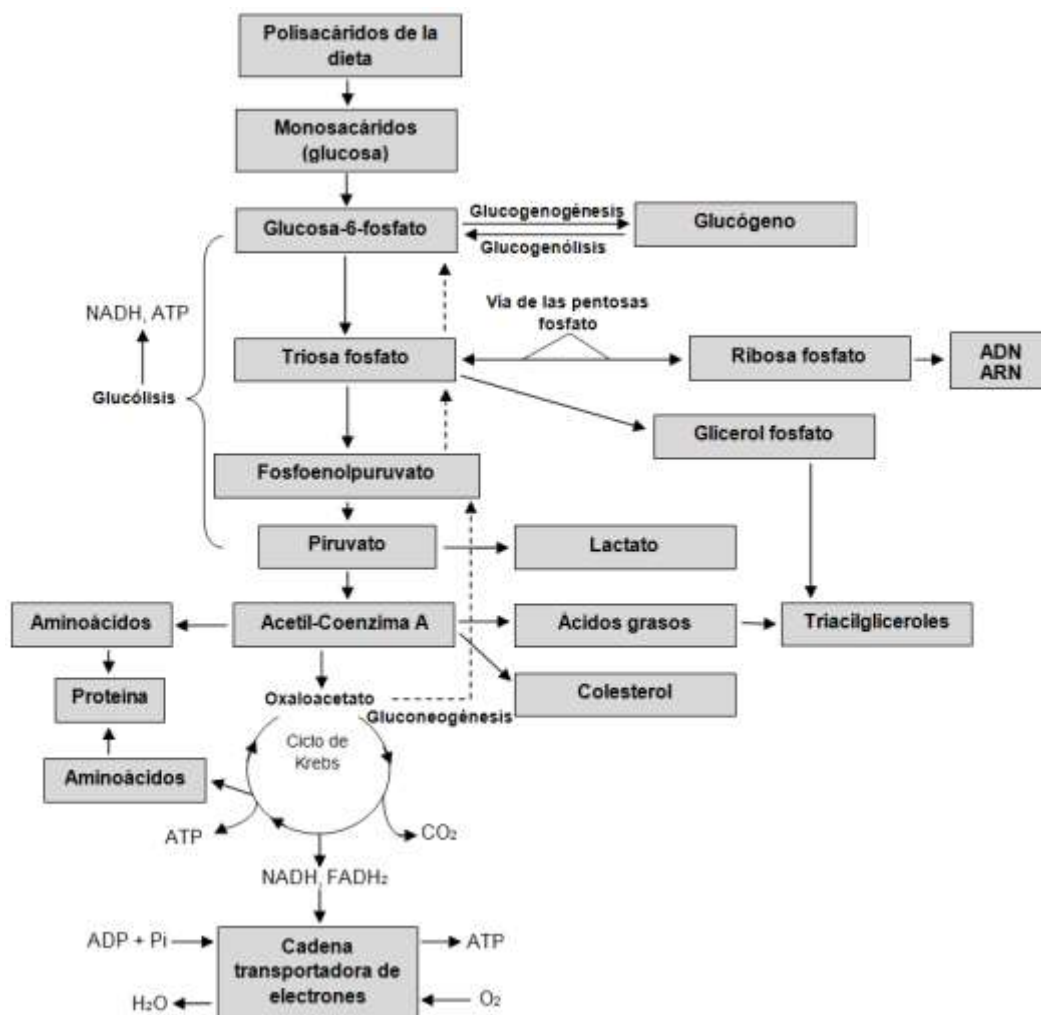 Polisacáridos de la
dieta
Monosacáridos
(glucosa)
Glucosa-6-fosfato
Glucogenogénesis
Glucogenólisis
Glucógeno
NADH, ATP
Glucólisis
Vía de las pentosas
fosfato
Triosa fosfato
Ribosa fosfato
ADN
ARN
Glicerol fosfato
Fosfoenolpuruvato
Piruvato
Lactato
Aminoácidos
Acetil-Coenzima A
Ácidos grasos
Triacilgliceroles
Proteína
Colesterol
Oxaloacetato
Gluconeogénesis
Ciclo de
Krebs
Aminoácidos
ATP
CO₂
NADH, FADH₂
ADP + Pi
Cadena
transportadora de
electrones
ATP
H₂O
O₂